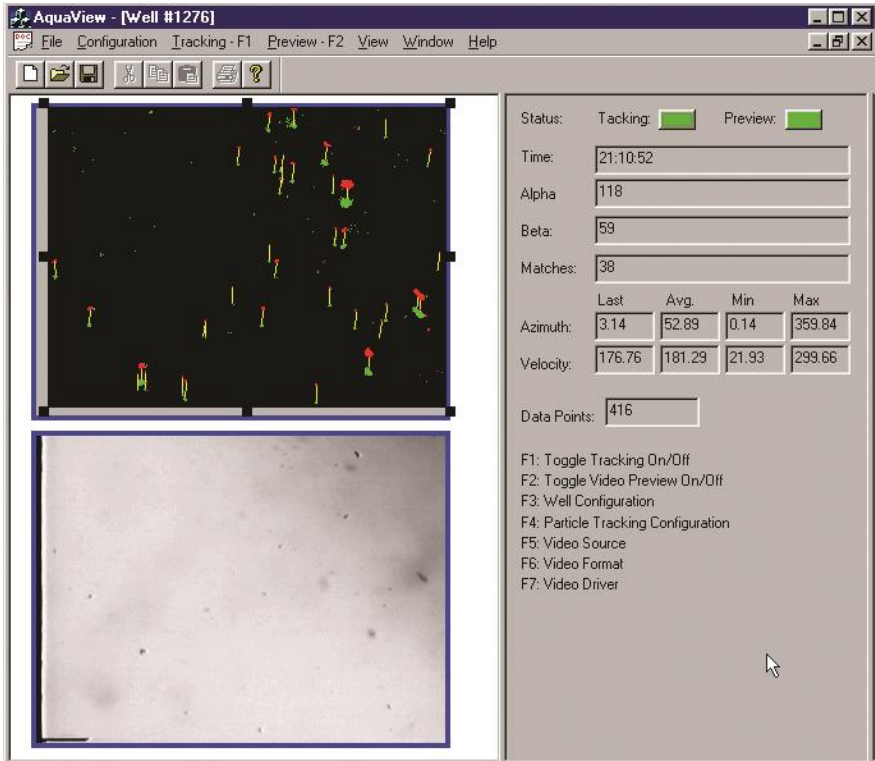 AquaView - [Well #1276]
File Configuration Tracking - F1 Preview - F2 View Window Help
Status: Tacking: Preview:
Time: 21:10:52
Alpha 118
Beta: 59
Matches: 38
Last Avg. Min Max
Azimuth: 3.14 52.89 0.14 359.84
Velocity: 176.76 181.29 21.93 299.66
Data Points: 416
F1: Toggle Tracking On/Off
F2: Toggle Video Preview On/Off
F3: Well Configuration
F4: Particle Tracking Configuration
F5: Video Source
F6: Video Format
F7: Video Driver